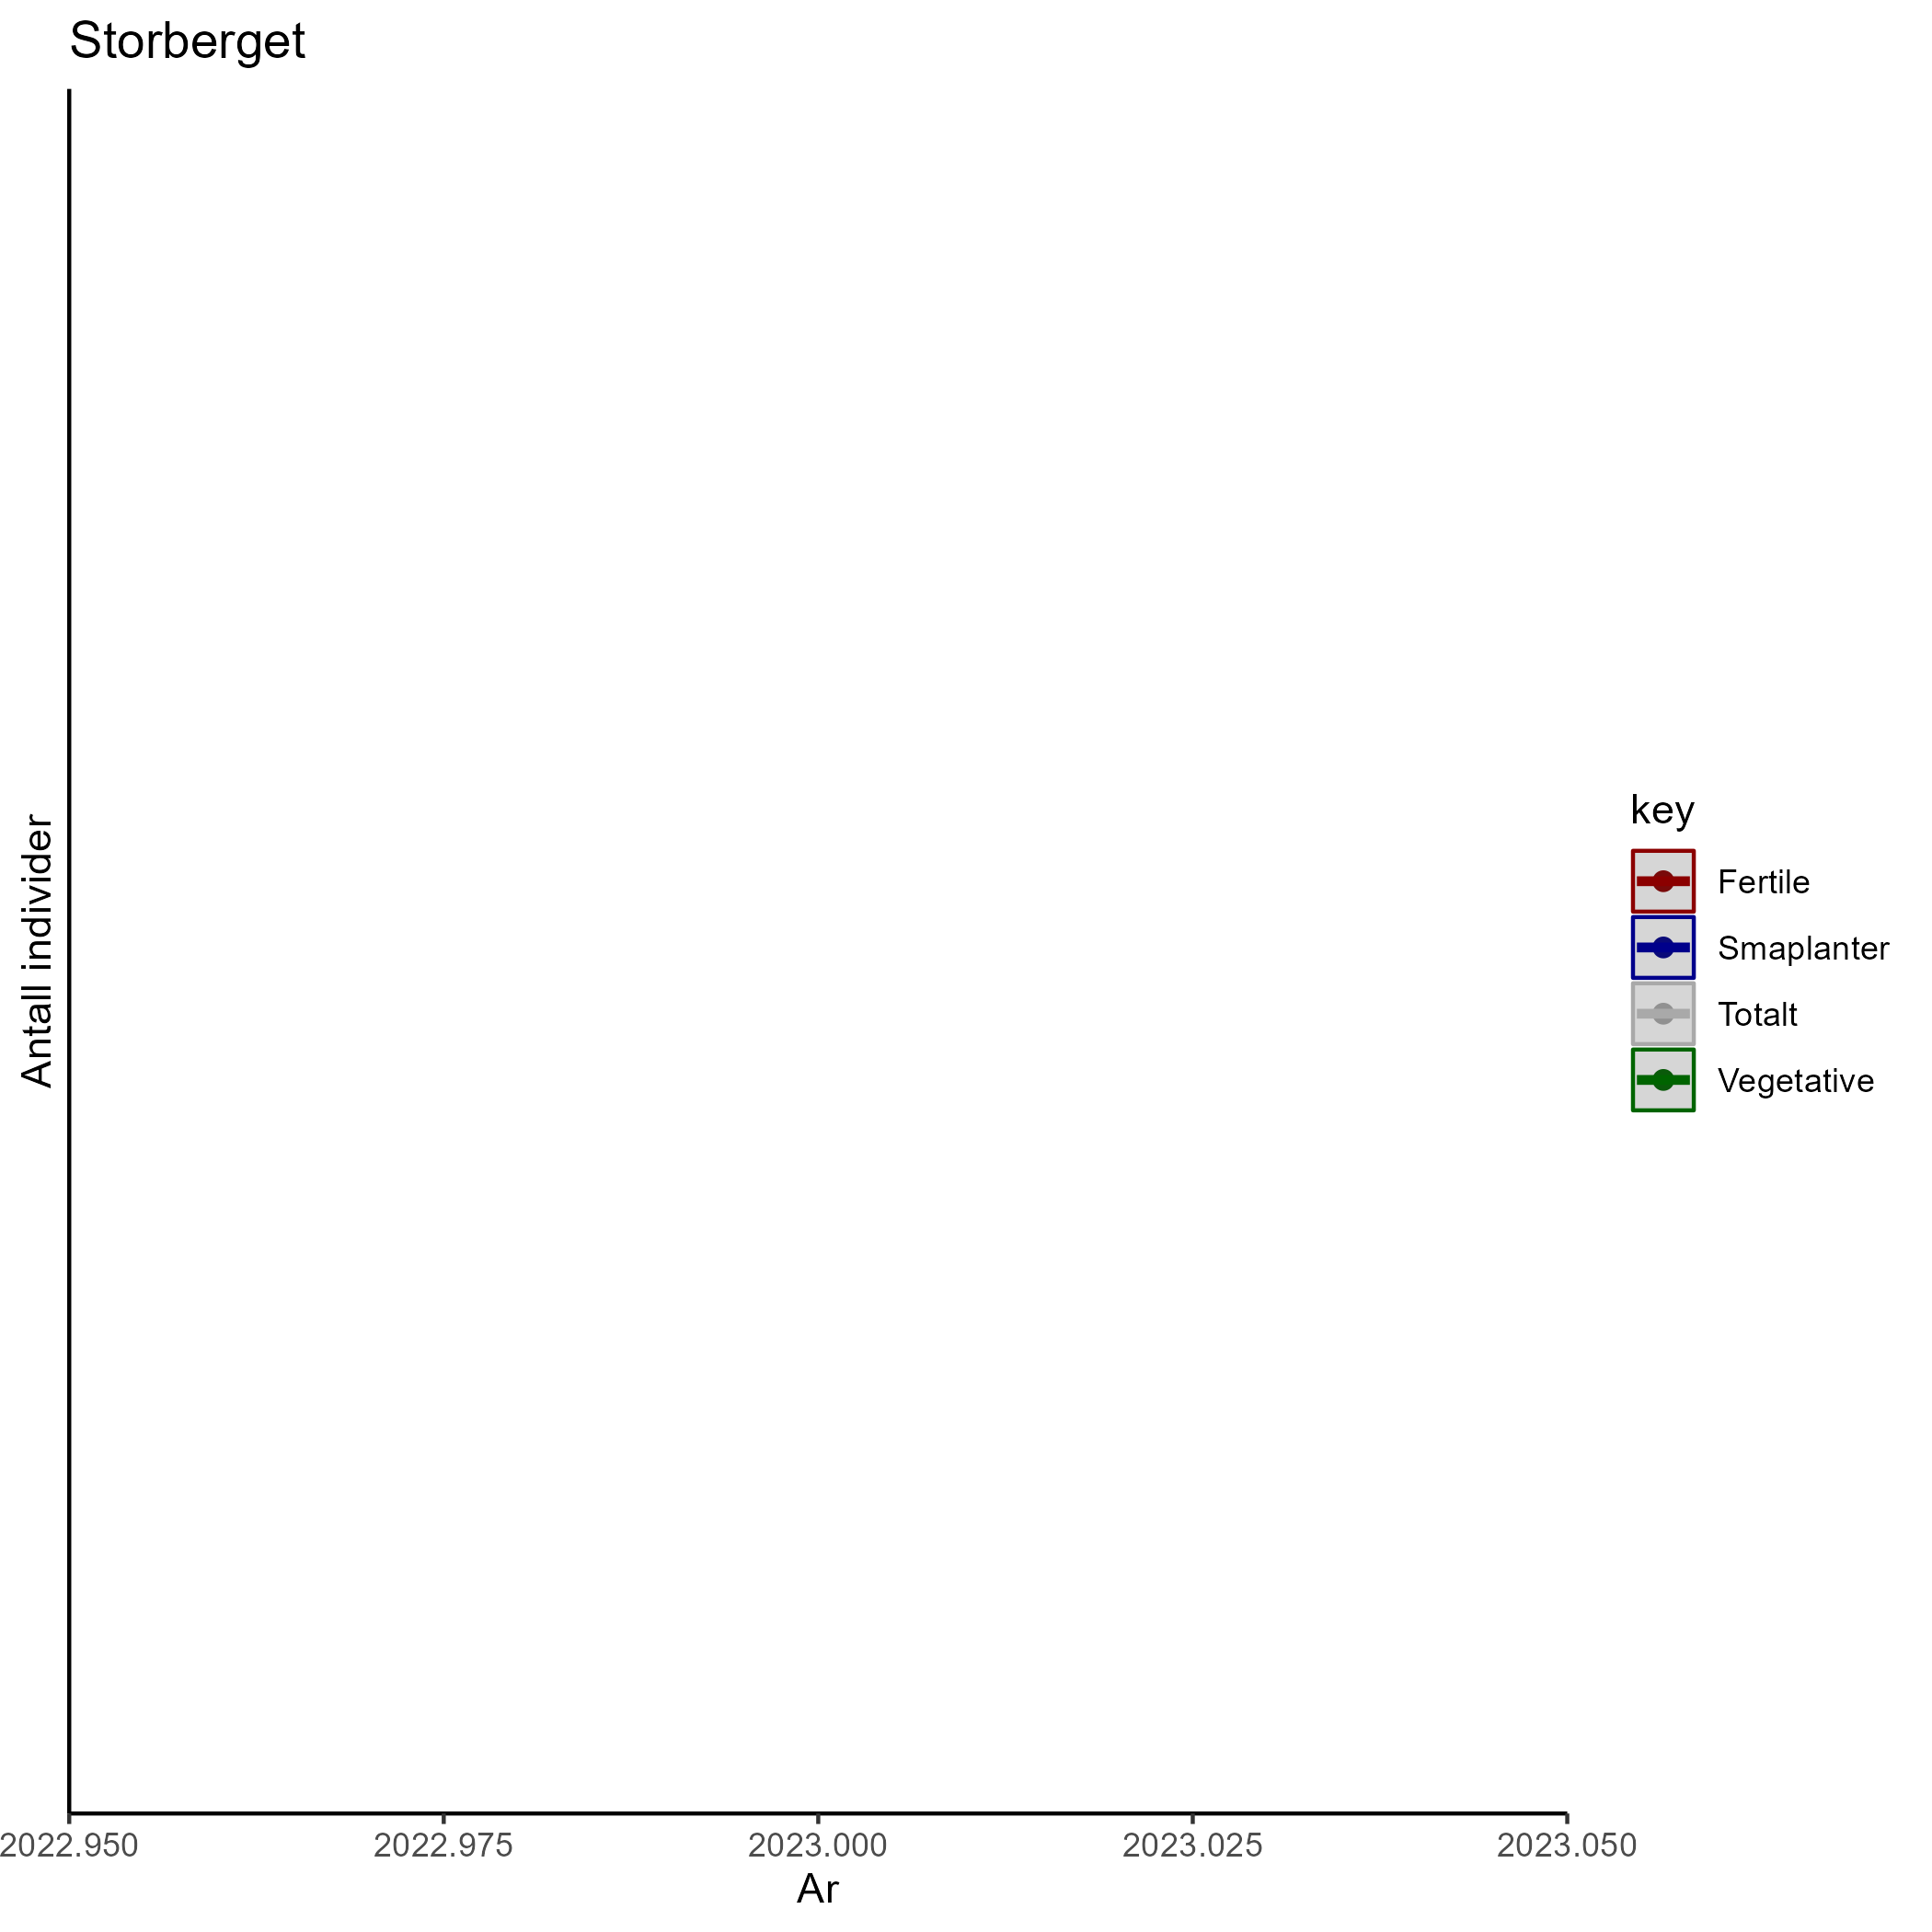 Storberget
Antall individer
key
Fertile
Smaplanter
Totalt
Vegetative
2022.950 2022.975 2023.000 2023.025 2023.050
Ar